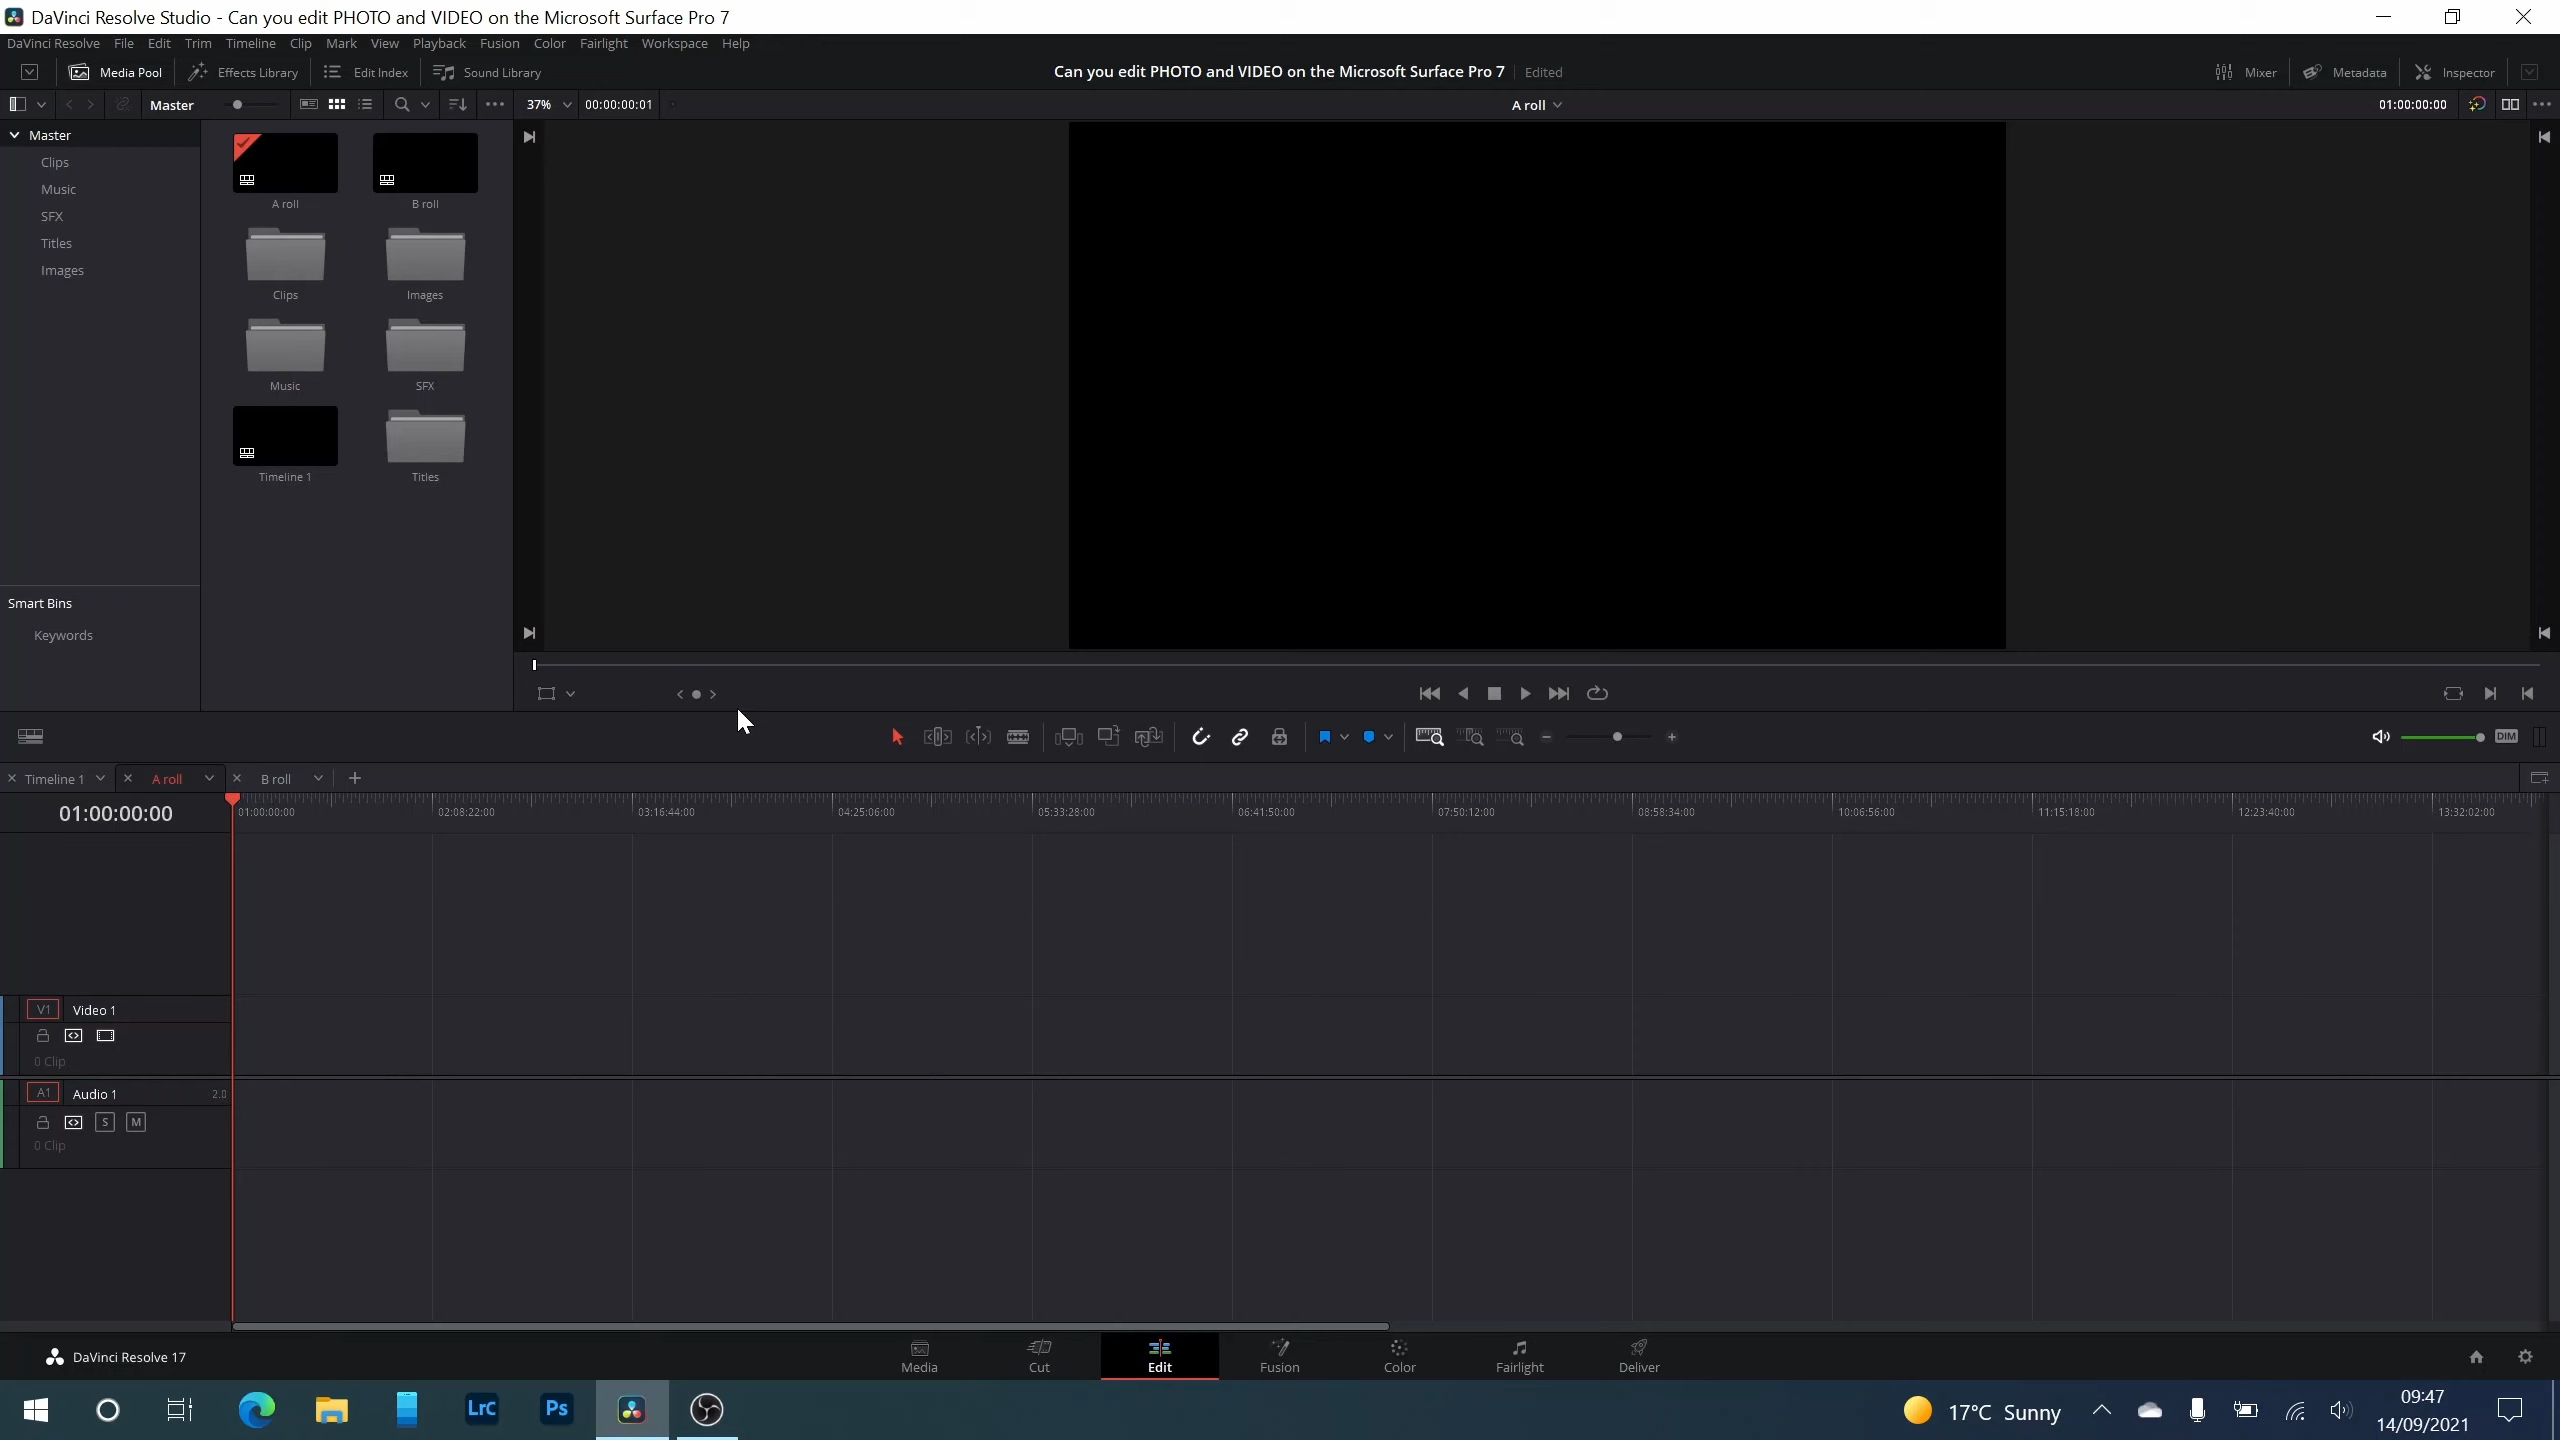 DaVinci Resolve Studio - Can you edit PHOTO and VIDEO on the Microsoft Surface Pro 7
DaVinci Resolve File Edit Trim Timeline Clip Mark View Playback Fusion Color Fairlight Workspace Help
Media Pool Effects Library Edit Index Sound Library Can you edit PHOTO and VIDEO on the Microsoft Surface Pro 7 Edited Mixer Metadata Inspector
Master 37% 00:00:00:01 A roll 01:00:00:00
Master
Clips
Music
SFX
Titles
Images
A roll B roll
Clips Images
Music SFX
Timeline 1 Titles
Smart Bins
Keywords
DIM
Timeline 1 A roll B roll
01:00:00:00
01:00:00:00 02:08:22:00 03:16:44:00 04:25:06:00 05:33:28:00 06:41:50:00 07:50:12:00 08:58:34:00 10:06:56:00 11:15:18:00 12:23:40:00 13:32:02:00
V1 Video 1
0 Clip
A1 Audio 1 2.0
S M
0 Clip
DaVinci Resolve 17
Media Cut Edit Fusion Color Fairlight Deliver
LrC Ps
17°C Sunny
09:47
14/09/2021